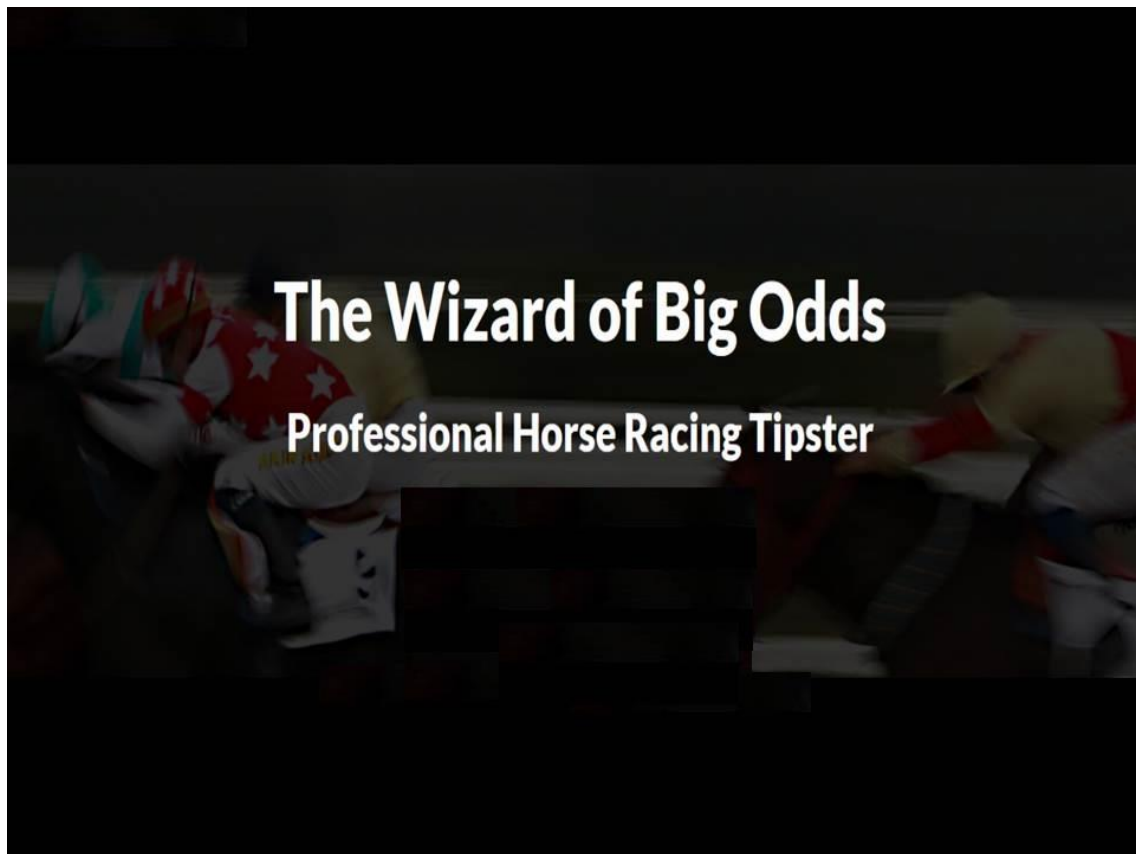 The Wizard of Big Odds
Professional Horse Racing Tipster